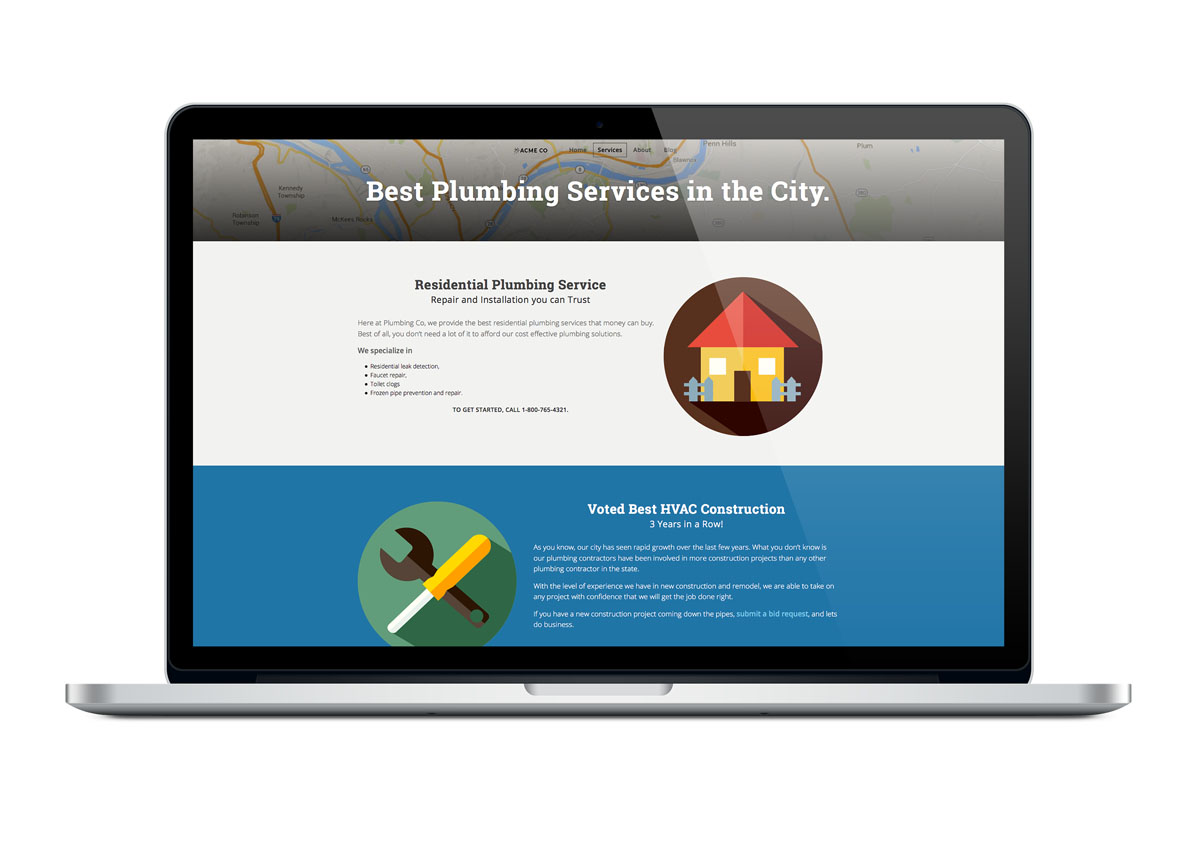 ACME CO Home Services About Blog
Penn Hills
Plum
Kennedy
Township
Robinson
Township
McKees Rocks
Best Plumbing Services in the City.
Residential Plumbing Service
Repair and Installation you can Trust
Here at Plumbing Co, we provide the best residential plumbing services that money can buy.
Best of all, you don't need a lot of it to afford our cost effective plumbing solutions.
We specialize in
• Residential leak detection,
• Faucet repair,
• Toilet clogs
• Frozen pipe prevention and repair.
TO GET STARTED, CALL 1-800-765-4321.
Voted Best HVAC Construction
3 Years in a Row!
As you know, our city has seen rapid growth over the last few years. What you don't know is
our plumbing contractors have been involved in more construction projects than any other
plumbing contractor in the state.
With the level of experience we have in new construction and remodel, we are able to take on
any project with confidence that we will get the job done right.
If you have a new construction project coming down the pipes, submit a bid request, and lets
do business.